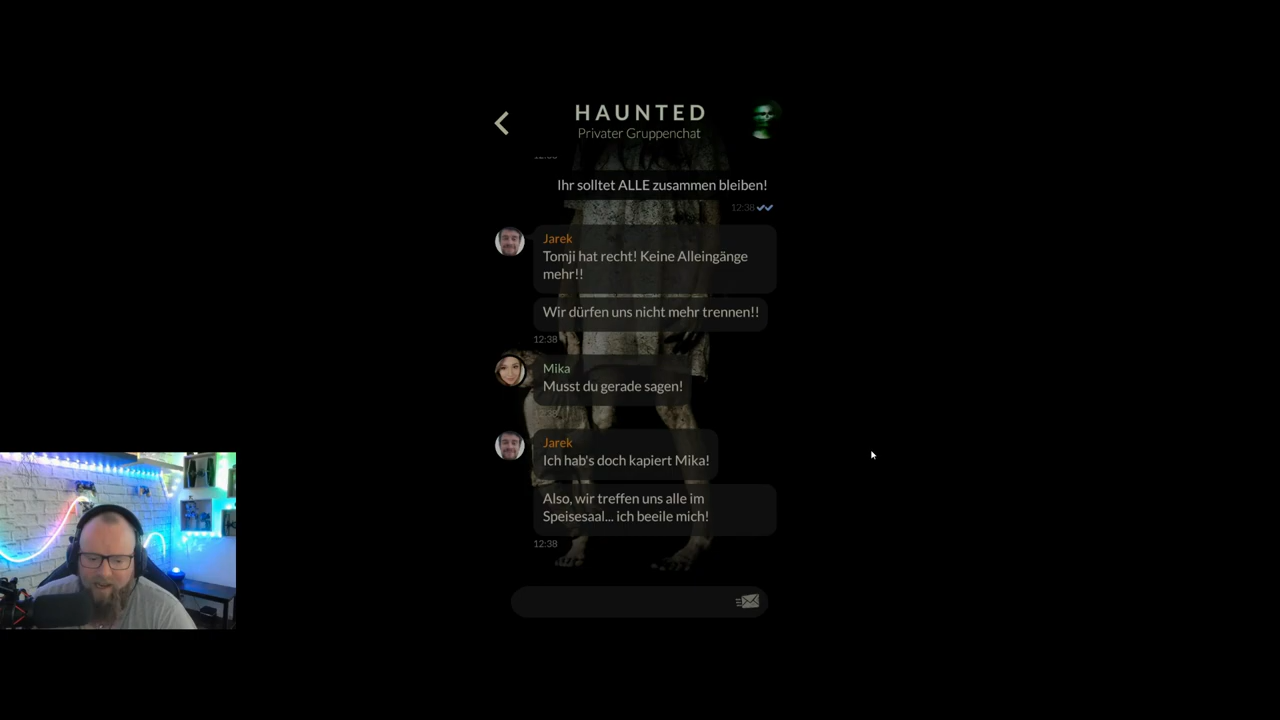 HAUNTED
Privater Gruppenchat
Ihr solltet ALLE zusammen bleiben!
12:38
Jarek
Tomji hat recht! Keine Alleingänge
mehr!!
Wir dürfen uns nicht mehr trennen!!
12:38
Mika
Musst du gerade sagen!
12:38
Jarek
Ich hab's doch kapiert Mika!
Also, wir treffen uns alle im
Speisesaal... ich beeile mich!
12:38